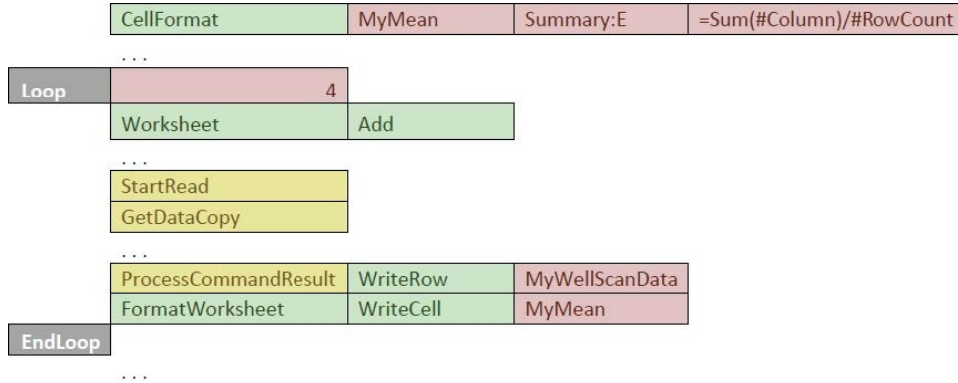 CellFormat MyMean Summary:E =Sum(#Column)/#RowCount
...
Loop 4
Worksheet Add
...
StartRead
GetDataCopy
...
ProcessCommandResult WriteRow MyWellScanData
FormatWorksheet WriteCell MyMean
EndLoop
...